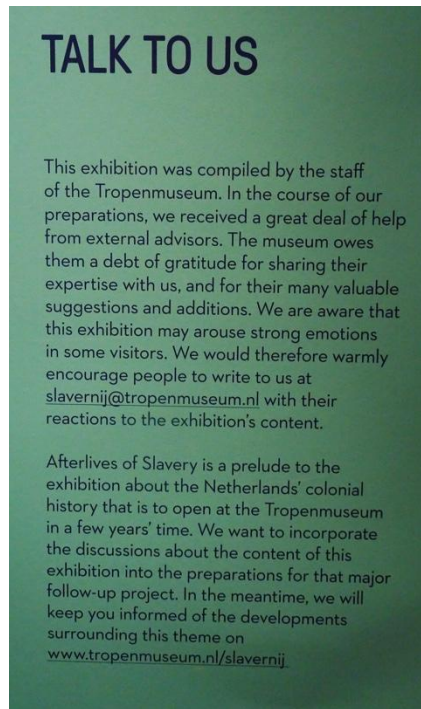 TALK TO US
This exhibition was compiled by the staff
of the Tropenmuseum. In the course of our
preparations, we received a great deal of help
from external advisors. The museum owes
them a debt of gratitude for sharing their
expertise with us, and for their many valuable
suggestions and additions. We are aware that
this exhibition may arouse strong emotions
in some visitors. We would therefore warmly
encourage people to write to us at
slavernij@tropenmuseum.nl with their
reactions to the exhibition's content.
Afterlives of Slavery is a prelude to the
exhibition about the Netherlands' colonial
history that is to open at the Tropenmuseum
in a few years' time. We want to incorporate
the discussions about the content of this
exhibition into the preparations for that major
follow-up project. In the meantime, we will
keep you informed of the developments
surrounding this theme on
www.tropenmuseum.nl/slavernij